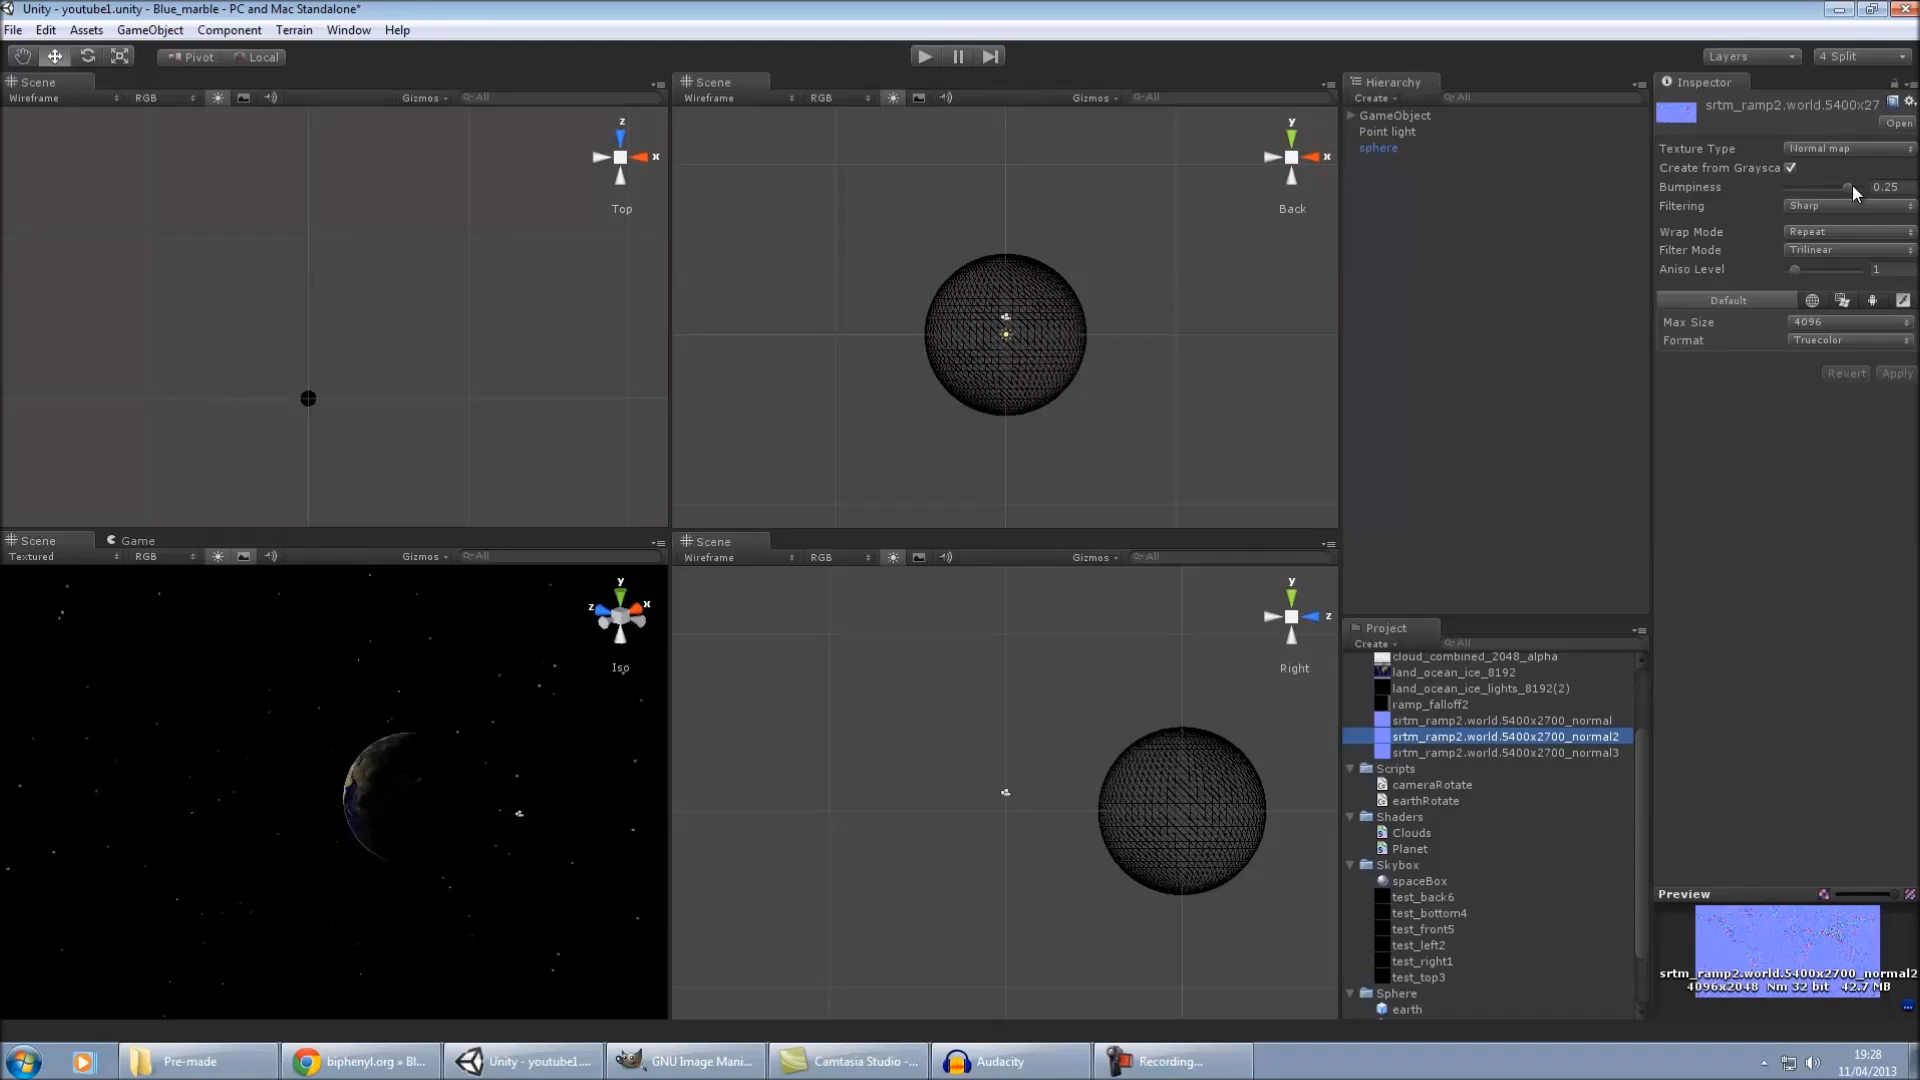 Unity - youtube1.unity - Blue_marble - PC and Mac Standalone*
File Edit Assets GameObject Component Terrain Window Help
Pivot Local Layers 4 Split
Scene
Wireframe RGB Gizmos All
z
x
Top
Scene
Wireframe RGB Gizmos All
y
x
Back
Scene Game
Textured RGB Gizmos All
y
z x
Iso
Scene
Wireframe RGB Gizmos All
y
z
Right
Hierarchy
Create All
GameObject
Point light
sphere
Project
Create All
cloud_combined_2048_alpha
land_ocean_ice_8192
land_ocean_ice_lights_8192(2)
ramp_falloff2
srtm_ramp2.world.5400x2700_normal
srtm_ramp2.world.5400x2700_normal2
srtm_ramp2.world.5400x2700_normal3
Scripts
cameraRotate
earthRotate
Shaders
Clouds
Planet
Skybox
spaceBox
test_back6
test_bottom4
test_front5
test_left2
test_right1
test_top3
Sphere
earth
Inspector
srtm_ramp2.world.5400x27
Open
Texture Type Normal map
Create from Graysca
Bumpiness 0.25
Filtering Sharp
Wrap Mode Repeat
Filter Mode Trilinear
Aniso Level 1
Default
Max Size 4096
Format Truecolor
Revert Apply
Preview
srtm_ramp2.world.5400x2700_normal2
4096x2048 Nm 32 bit 42.7 MB
Pre-made biphenyl.org » Bl... Unity - youtube1.... GNU Image Mani... Camtasia Studio -... Audacity Recording...
19:28
11/04/2013